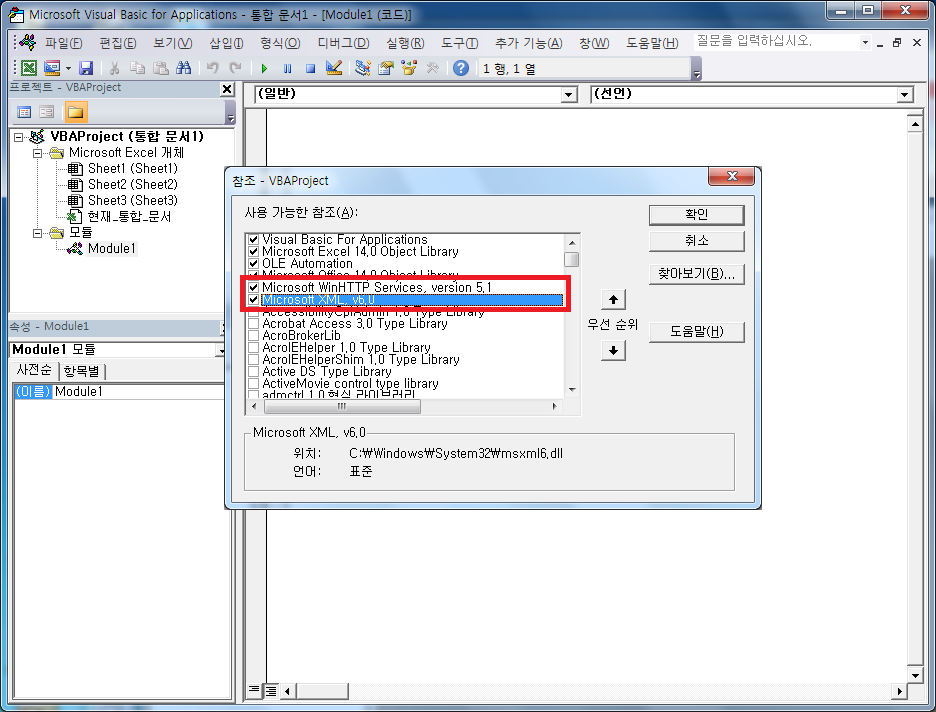 Microsoft Visual Basic for Applications - 통합 문서1 - [Module1 (코드)]
파일(F) 편집(E) 보기(V) 삽입(I) 형식(O) 디버그(D) 실행(R) 도구(T) 추가 기능(A) 창(W) 도움말(H) 질문을 입력하십시오.
1 행, 1 열
프로젝트 - VBAProject
(일반) (선언)
VBAProject (통합 문서1)
Microsoft Excel 개체
Sheet1 (Sheet1)
Sheet2 (Sheet2)
Sheet3 (Sheet3)
현재_통합_문서
모듈
Module1
속성 - Module1
Module1 모듈
사전순 항목별
(이름) Module1
참조 - VBAProject
사용 가능한 참조(A):
Visual Basic For Applications
Microsoft Excel 14,0 Object Library
OLE Automation
Microsoft Office 14,0 Object Library
Microsoft WinHTTP Services, version 5,1
Microsoft XML, v6,0
AccessibilityCplAdmin 1,0 Type Library
Acrobat Access 3,0 Type Library
AcroBrokerLib
AcroIEHelper 1,0 Type Library
AcroIEHelperShim 1,0 Type Library
Active DS Type Library
ActiveMovie control type library
admctrl 1,0 형식 라이브러리
확인
취소
찾아보기(B)...
우선 순위
도움말(H)
Microsoft XML, v6,0
위치: C:₩Windows₩System32₩msxml6,dll
언어: 표준